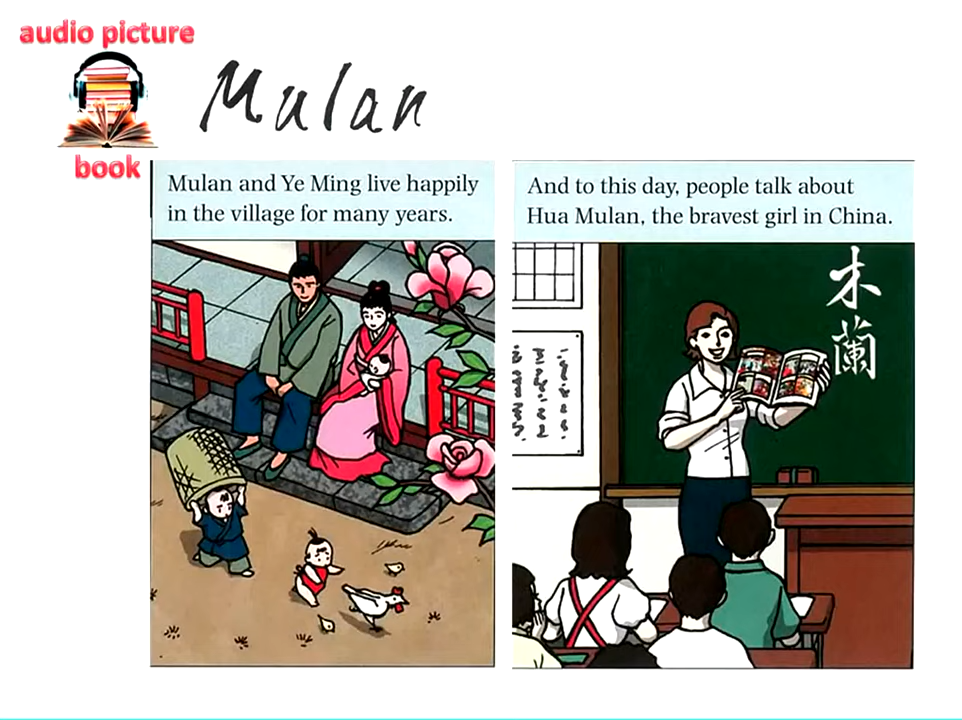 audio picture
book
Mulan
Mulan and Ye Ming live happily
in the village for many years.
And to this day, people talk about
Hua Mulan, the bravest girl in China.
木
蘭